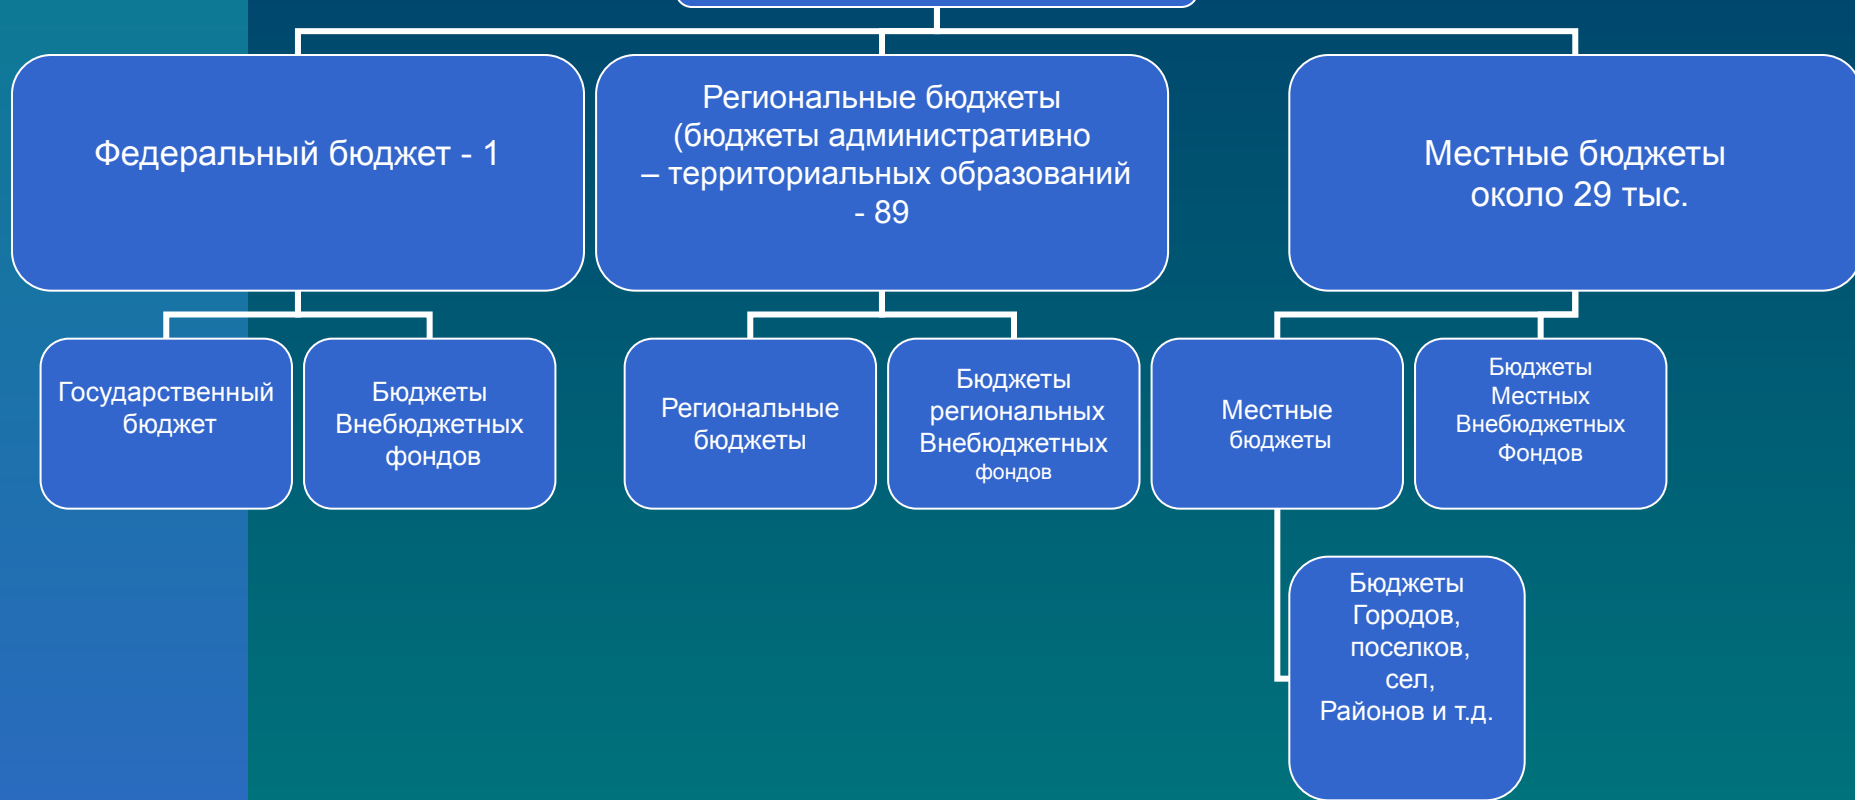 Федеральный бюджет - 1
Региональные бюджеты
(бюджеты административно
– территориальных образований
- 89
Местные бюджеты
около 29 тыс.
Государственный
бюджет
Бюджеты
Внебюджетных
фондов
Региональные
бюджеты
Бюджеты
региональных
Внебюджетных
фондов
Местные
бюджеты
Бюджеты
Местных
Внебюджетных
Фондов
Бюджеты
Городов,
поселков,
сел,
Районов и т.д.